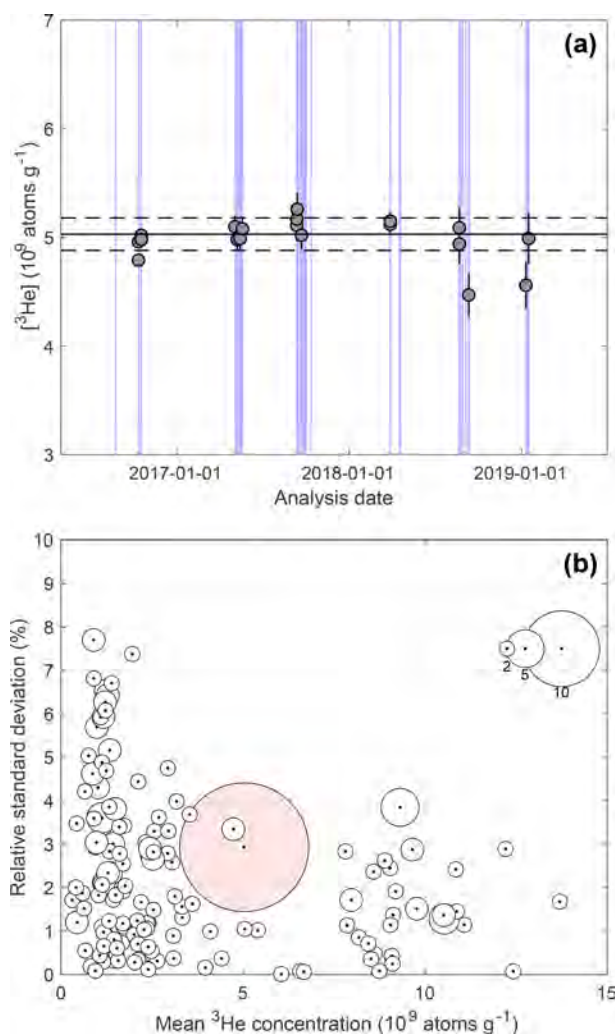 (a)
7
6
5
4
3
[³He] (10⁹ atoms g⁻¹)
2017-01-01 2018-01-01 2019-01-01
Analysis date
(b)
10
9
8
7
6
5
4
3
2
1
0
Relative standard deviation (%)
2 5 10
0 5 10 15
Mean ³He concentration (10⁹ atoms g⁻¹)